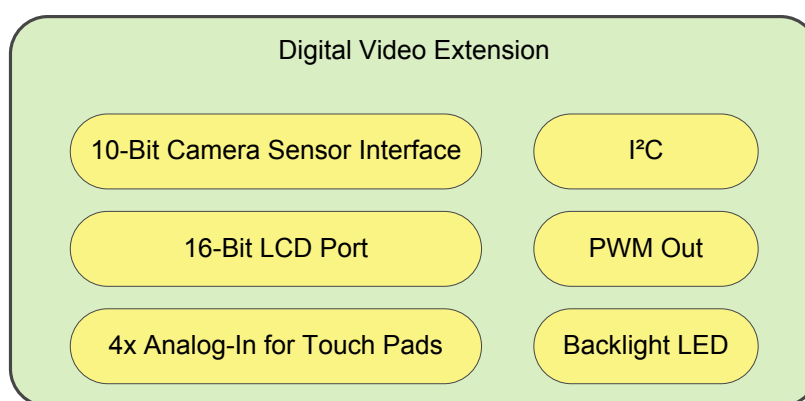 Digital Video Extension
10-Bit Camera Sensor Interface
I²C
16-Bit LCD Port
PWM Out
4x Analog-In for Touch Pads
Backlight LED